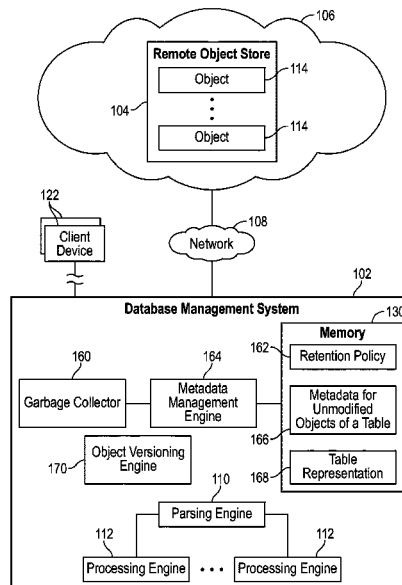 106
Remote Object Store
Object
114
104
Object
114
122
Client
Device
108
Network
102
Database Management System
130
Memory
162
Retention Policy
160
164
Garbage Collector
Metadata
Management
Engine
Metadata for
Unmodified
Objects of a Table
166
170
Object Versioning
Engine
168
Table
Representation
110
Parsing Engine
112
112
Processing Engine
• • •
Processing Engine